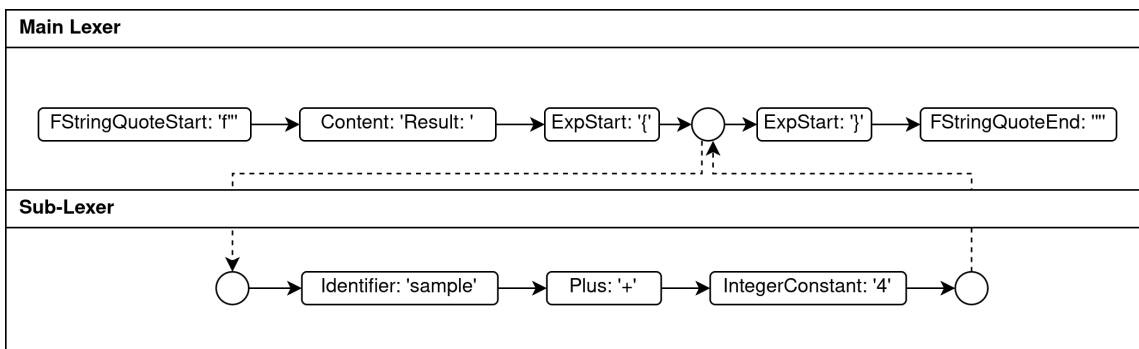 Main Lexer
FStringQuoteStart: 'f"'
Content: 'Result: '
ExpStart: '{'
ExpStart: '}'
FStringQuoteEnd: '"'
Sub-Lexer
Identifier: 'sample'
Plus: '+'
IntegerConstant: '4'